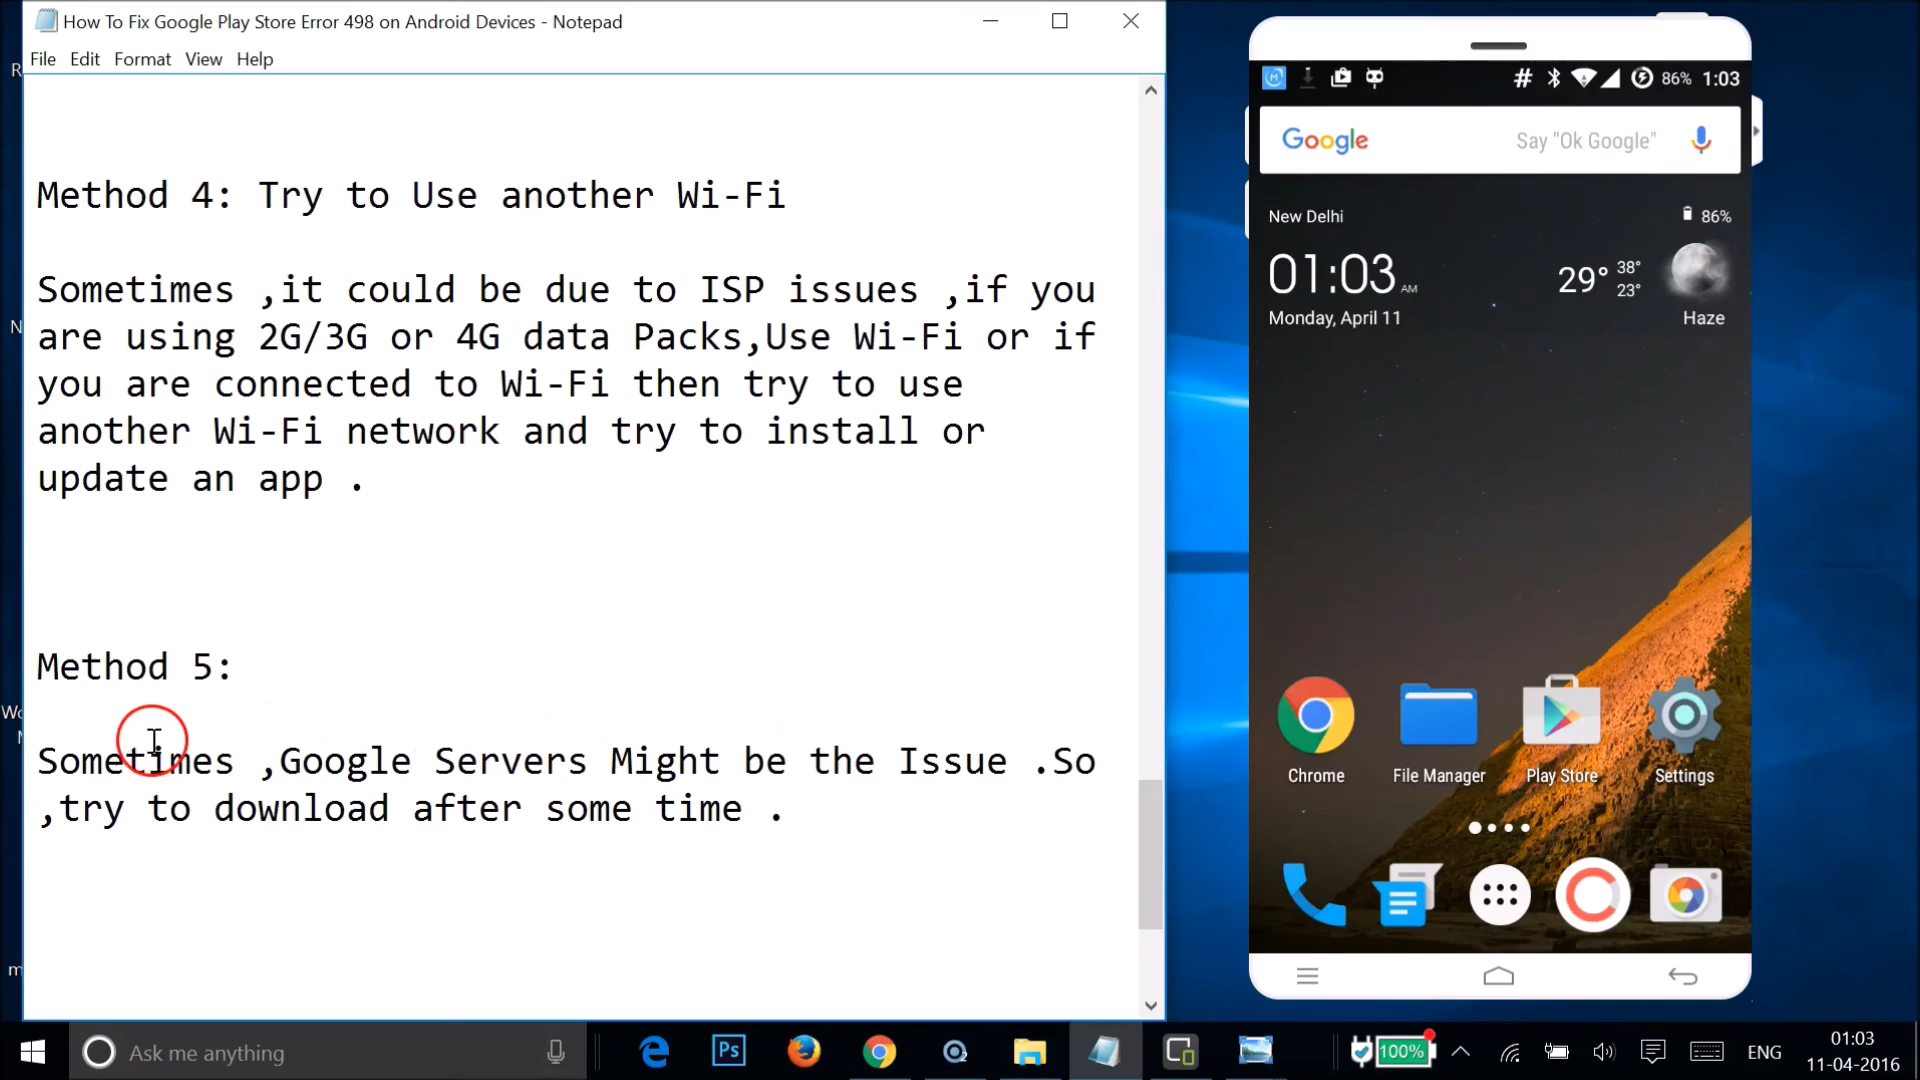 How To Fix Google Play Store Error 498 on Android Devices - Notepad
File Edit Format View Help
Method 4: Try to Use another Wi-Fi
Sometimes ,it could be due to ISP issues ,if you
are using 2G/3G or 4G data Packs,Use Wi-Fi or if
you are connected to Wi-Fi then try to use
another Wi-Fi network and try to install or
update an app .
Method 5:
Sometimes ,Google Servers Might be the Issue .So
,try to download after some time .
86% 1:03
Google Say "Ok Google"
New Delhi 86%
01:03 AM 29° 38°
23°
Monday, April 11 Haze
Chrome File Manager Play Store Settings
Ask me anything
Ps
100%
ENG
01:03
11-04-2016